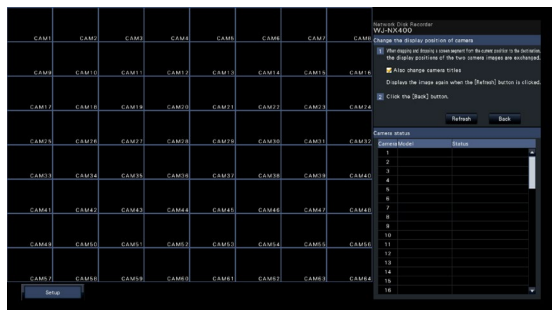 CAM1 CAM2 CAM3 CAM4 CAM5 CAM6 CAM7 CAM8
CAM9 CAM10 CAM11 CAM12 CAM13 CAM14 CAM15 CAM16
CAM17 CAM18 CAM19 CAM20 CAM21 CAM22 CAM23 CAM24
CAM25 CAM26 CAM27 CAM28 CAM29 CAM30 CAM31 CAM32
CAM33 CAM34 CAM35 CAM36 CAM37 CAM38 CAM39 CAM40
CAM41 CAM42 CAM43 CAM44 CAM45 CAM46 CAM47 CAM48
CAM49 CAM50 CAM51 CAM52 CAM53 CAM54 CAM55 CAM56
CAM57 CAM58 CAM59 CAM60 CAM61 CAM62 CAM63 CAM64
Setup
Network Disk Recorder
WJ-NX400
Change the display position of camera
1 When dragging and dropping a camera segment from the current position to the destination,
the display positions of the two camera images are exchanged.
Also change camera titles
Displays the image again when the [Refresh] button is clicked.
2 Click the [Back] button.
Refresh Back
Camera status
Camera Model Status
1
2
3
4
5
6
7
8
9
10
11
12
13
14
15
16